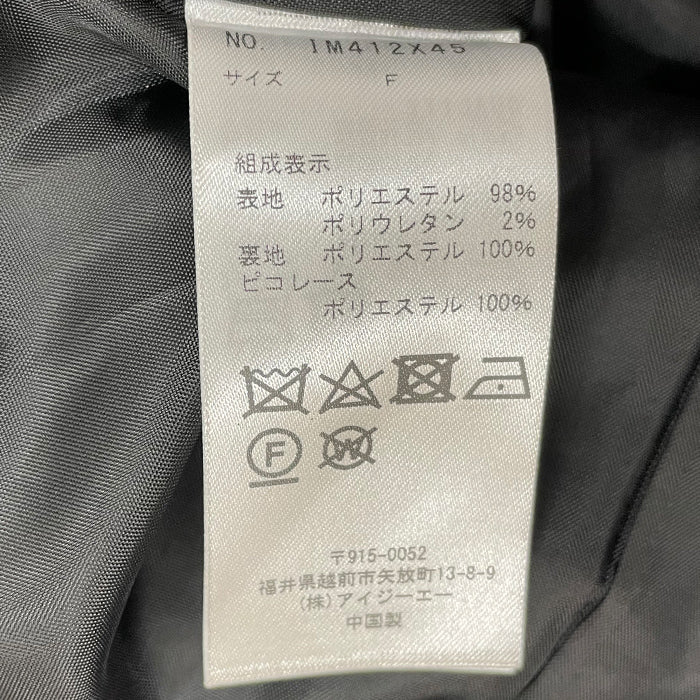 NO. IM412X45
サイズ F
組成表示
表地 ポリエステル 98%
ポリウレタン 2%
裏地 ポリエステル 100%
ピコレース
ポリエステル 100%
F W
〒915-0052
福井県越前市矢放町13-8-9
(株)アイジーエー
中国製